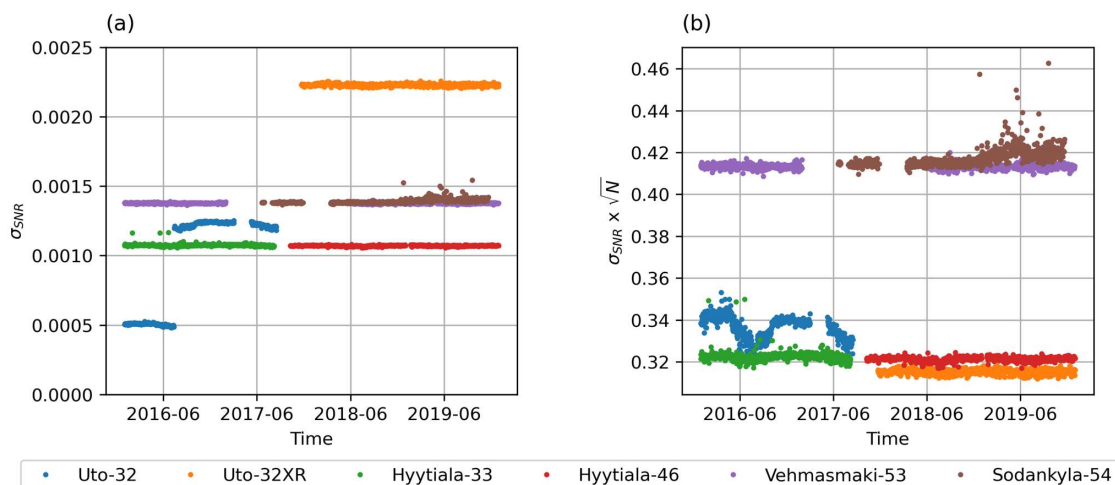 (a)
0.0025
0.0020
0.0015
0.0010
0.0005
0.0000
σSNR
2016-06 2017-06 2018-06 2019-06
Time
(b)
0.46
0.44
0.42
0.40
0.38
0.36
0.34
0.32
σSNR x √N
2016-06 2017-06 2018-06 2019-06
Time
Uto-32 Uto-32XR Hyytiala-33 Hyytiala-46 Vehmasmaki-53 Sodankyla-54